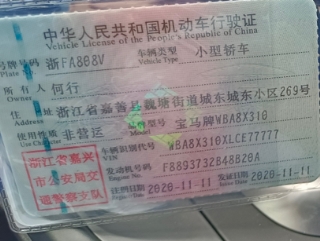 中华人民共和国机动车行驶证
Vehicle License of the People's Republic of China
号牌号码 浙FA808V 车辆类型 小型轿车
Plate Vehicle Type
所有人 何行
Owner
住址 浙江省嘉善县魏塘街道城东城东小区269号
Address
使用性质 非营运 品牌型号 宝马牌WBA8X310
Use Character Model
浙江省嘉兴
市公安局交
通警察支队
车辆识别代号 WBA8X310XLCE77777
VIN
发动机号码 F8893732B48820A
Engine No.
注册日期 2020-11-11 发证日期 2020-11-11
Register Date Issue Date